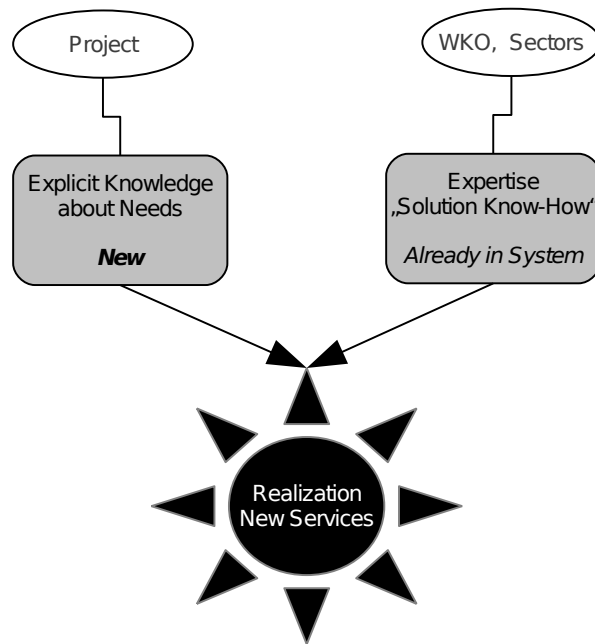 Project
WKO, Sectors
Explicit Knowledge
about Needs
New
Expertise
„Solution Know-How“
Already in System
Realization
New Services